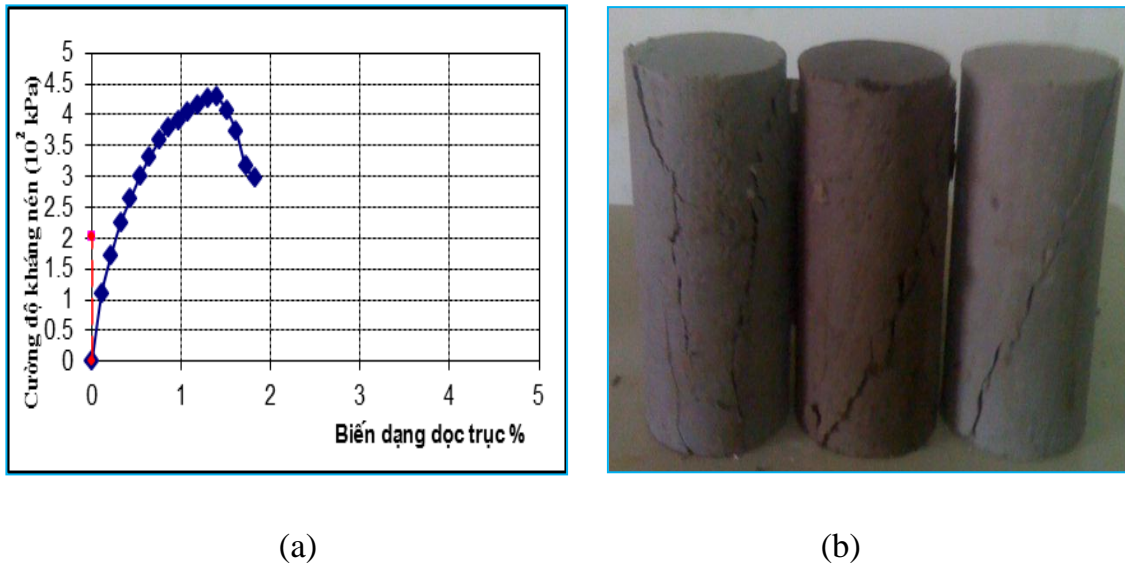 Cường độ kháng nén (10² kPa)
5
4.5
4
3.5
3
2.5
2
1.5
1
0.5
0
0 1 2 3 4 5
Biến dạng dọc trục %
(a) (b)